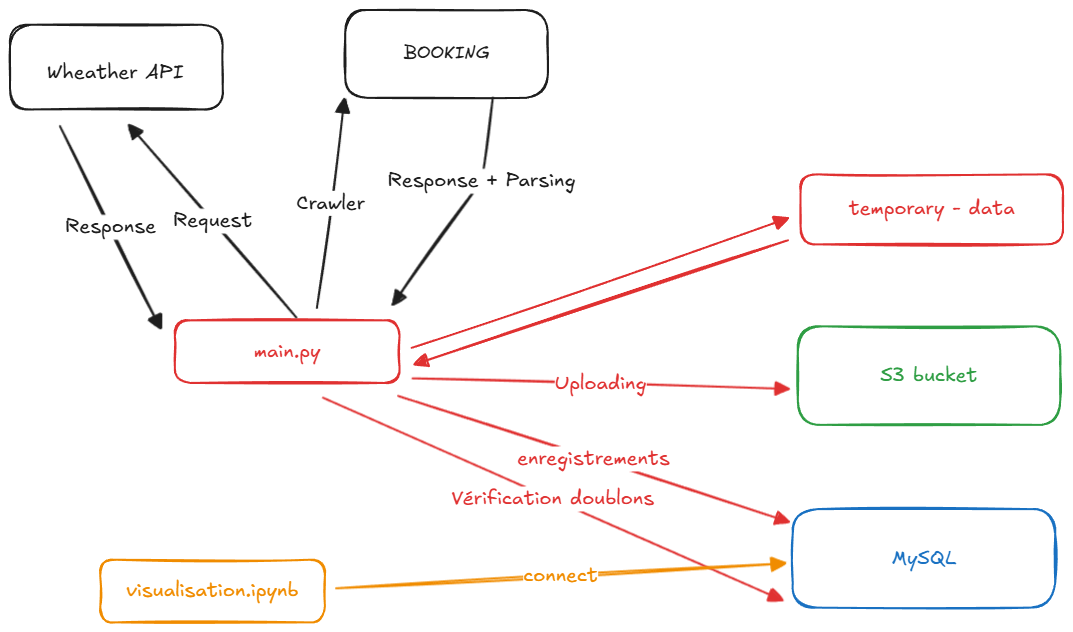 BOOKING
Wheather API
Response + Parsing
Crawler
temporary - data
Request
Response
main.py
S3 bucket
Uploading
enregistrements
Vérification doublons
MySQL
connect
visualisation.ipynb